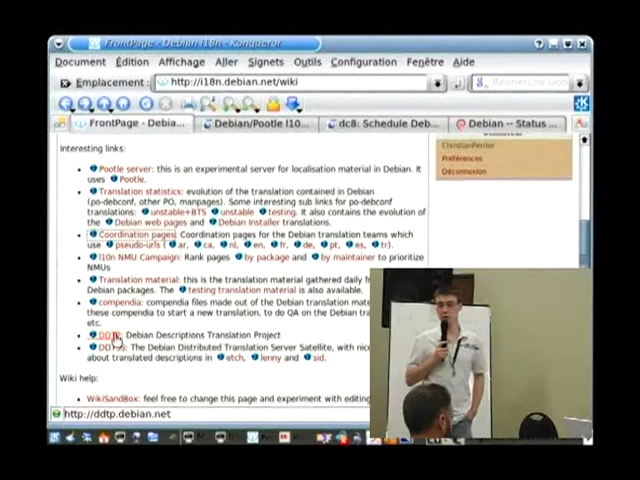 FrontPage - Debian I18n - Konqueror
Document Édition Affichage Aller Signets Outils Configuration Fenêtre Aide
Emplacement: http://i18n.debian.net/wiki
Recherche
FrontPage - Debia... Debian/Pootle l10... dc8: Schedule Deb... Debian -- Status ...
Interesting links:
Pootle server: this is an experimental server for localisation material in Debian. It
uses Pootle.
Translation statistics: evolution of the translation contained in Debian
(po-debconf, other PO, manpages). Some interesting sub links for po-debconf
translations: unstable+BTS unstable testing. It also contains the evolution of
the Debian web pages and Debian Installer translations.
Coordination pages: Coordination pages for the Debian translation teams which
use pseudo-urls ( ar, ca, nl, en, fr, de, pt, es, tr).
l10n NMU Campaign: Rank pages by package and by maintainer to prioritize
NMUs
Translation material: this is the translation material gathered daily
Debian packages. The testing translation material is also available.
compendia: compendia files made out of the Debian translation
these compendia to start a new translation, to do QA on the Debian
etc.
Debian Descriptions Translation Project
The Debian Distributed Translation Server Satellite, with
about translated descriptions in etch, lenny and sid.
Wiki help:
WikiSandBox: feel free to change this page and experiment with editing
ChristianPerrier
Préférences
Déconnexion
http://ddtp.debian.net